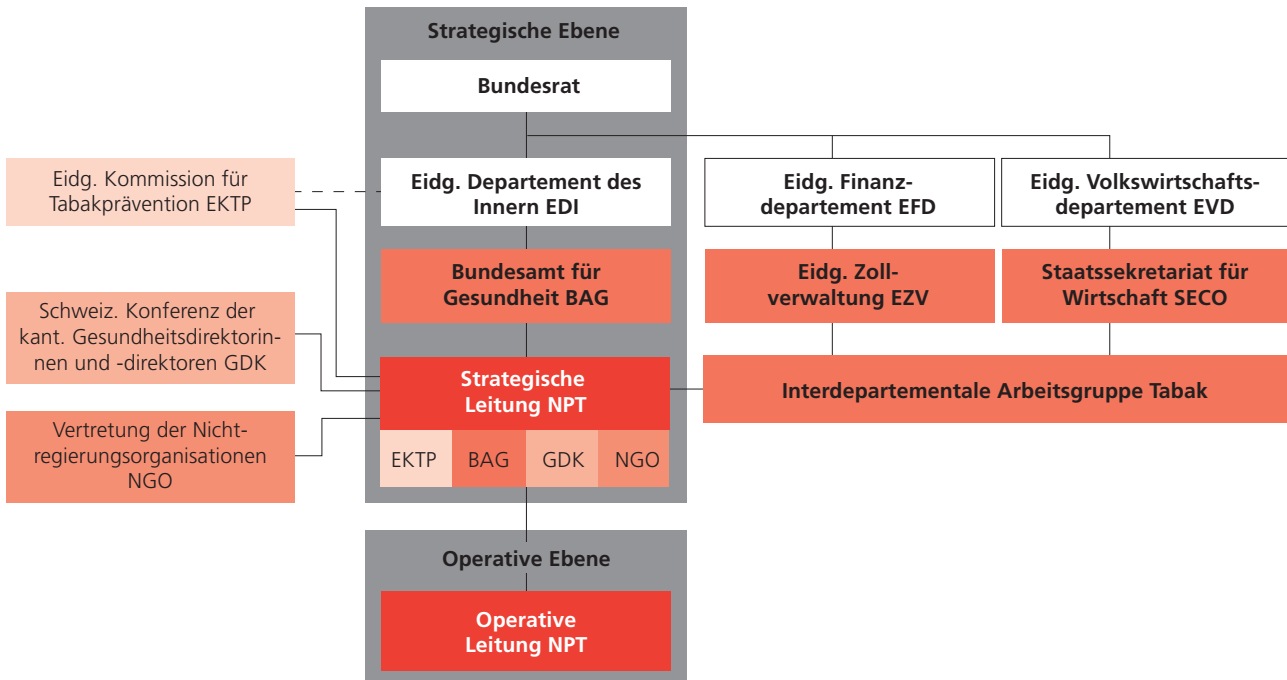 Strategische Ebene
Bundesrat
Eidg. Kommission für
Tabakprävention EKTP
Eidg. Departement des
Innern EDI
Eidg. Finanz-
departement EFD
Eidg. Volkswirtschafts-
departement EVD
Bundesamt für
Gesundheit BAG
Eidg. Zoll-
verwaltung EZV
Staatssekretariat für
Wirtschaft SECO
Schweiz. Konferenz der
kant. Gesundheitsdirektorin-
nen und -direktoren GDK
Strategische
Leitung NPT
Interdepartementale Arbeitsgruppe Tabak
Vertretung der Nicht-
regierungsorganisationen
NGO
EKTP
BAG
GDK
NGO
Operative Ebene
Operative
Leitung NPT